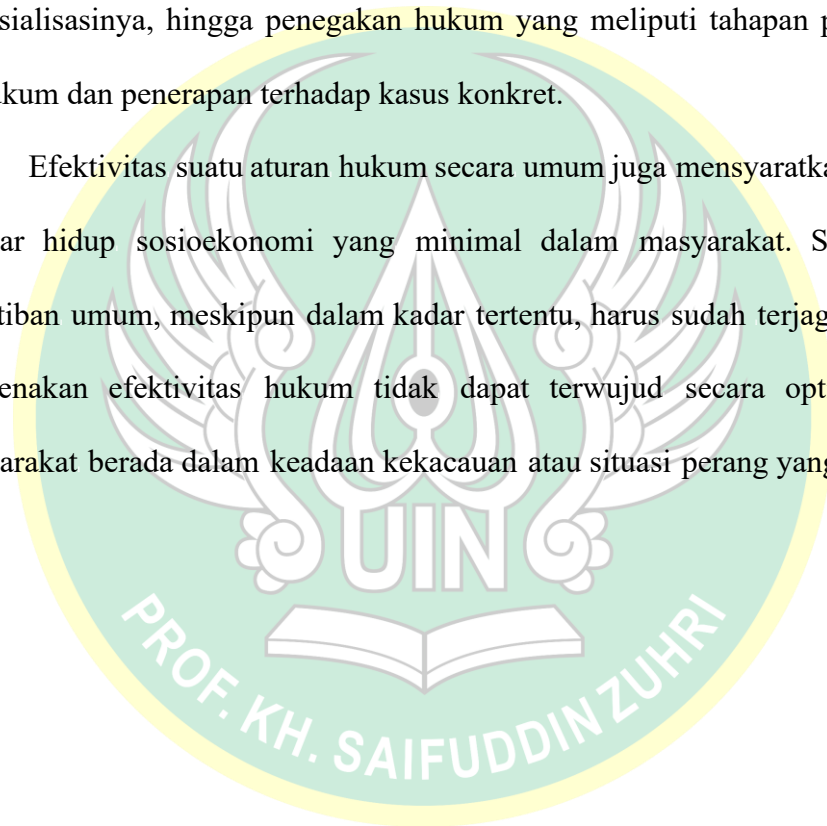 sialisasinya, hingga penegakan hukum yang meliputi tahapan p
kum dan penerapan terhadap kasus konkret.
Efektivitas suatu aturan hukum secara umum juga mensyaratka
ar hidup sosioekonomi yang minimal dalam masyarakat. S
tiban umum, meskipun dalam kadar tertentu, harus sudah terjag
enakan efektivitas hukum tidak dapat terwujud secara opt
arakat berada dalam keadaan kekacauan atau situasi perang yang
UIN
PROF. KH. SAIFUDDIN ZUHRI